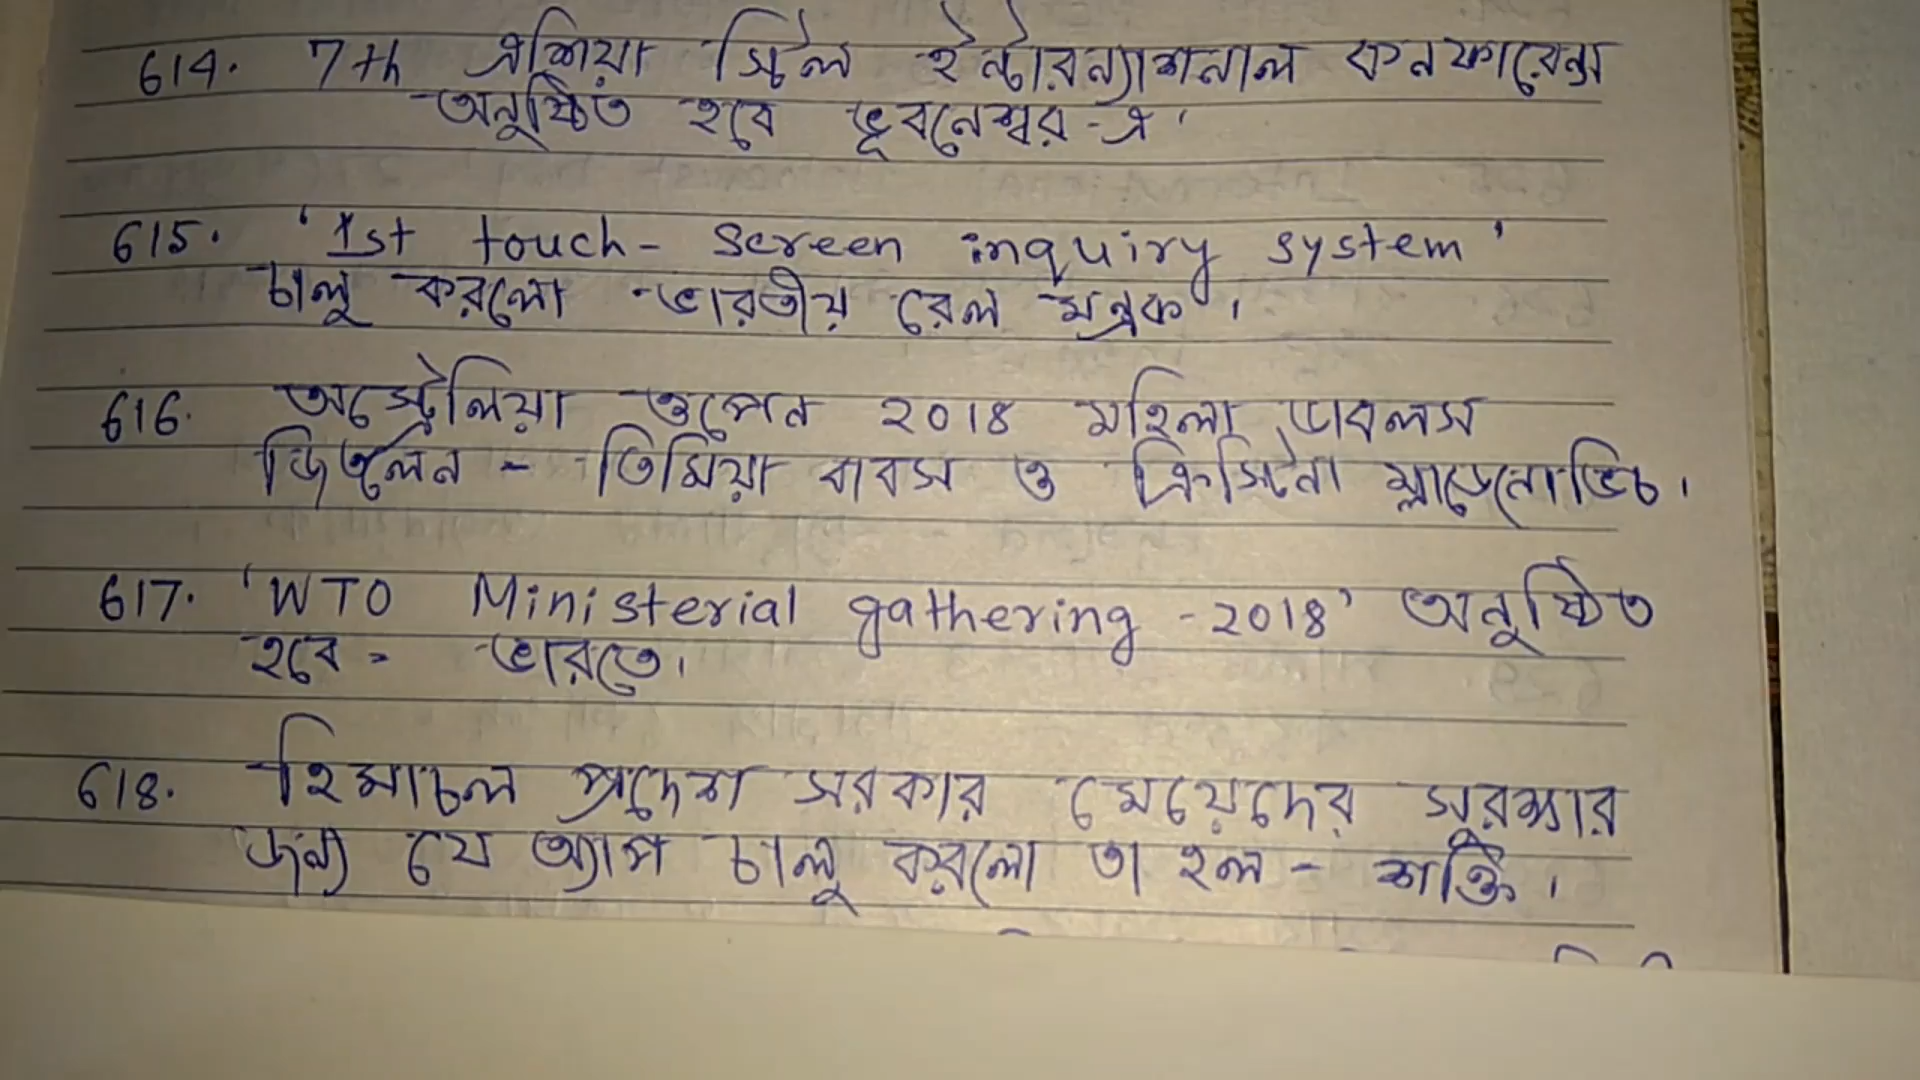 614. 7th এশিয়া স্টিল ইন্টারন্যাশনাল কনফারেন্স
অনুষ্ঠিত হবে ভূবনেশ্বর-এ।
615. '1st touch- screen inquiry system'
চালু করলো ভারতীয় রেল মন্ত্রক।
616. অস্ট্রেলিয়া ওপেন ২018 মহিলা ডাবলস
জিতলেন - তিমিয়া বাবস ও ক্রিস্টিনা ম্লাডেনোভিচ।
617. 'WTO Ministerial gathering -2018' অনুষ্ঠিত
হবে - ভারতে।
618. হিমাচল প্রদেশ সরকার মেয়েদের সুরক্ষার
জন্য যে অ্যাপ চালু করলো তা হল - শক্তি।